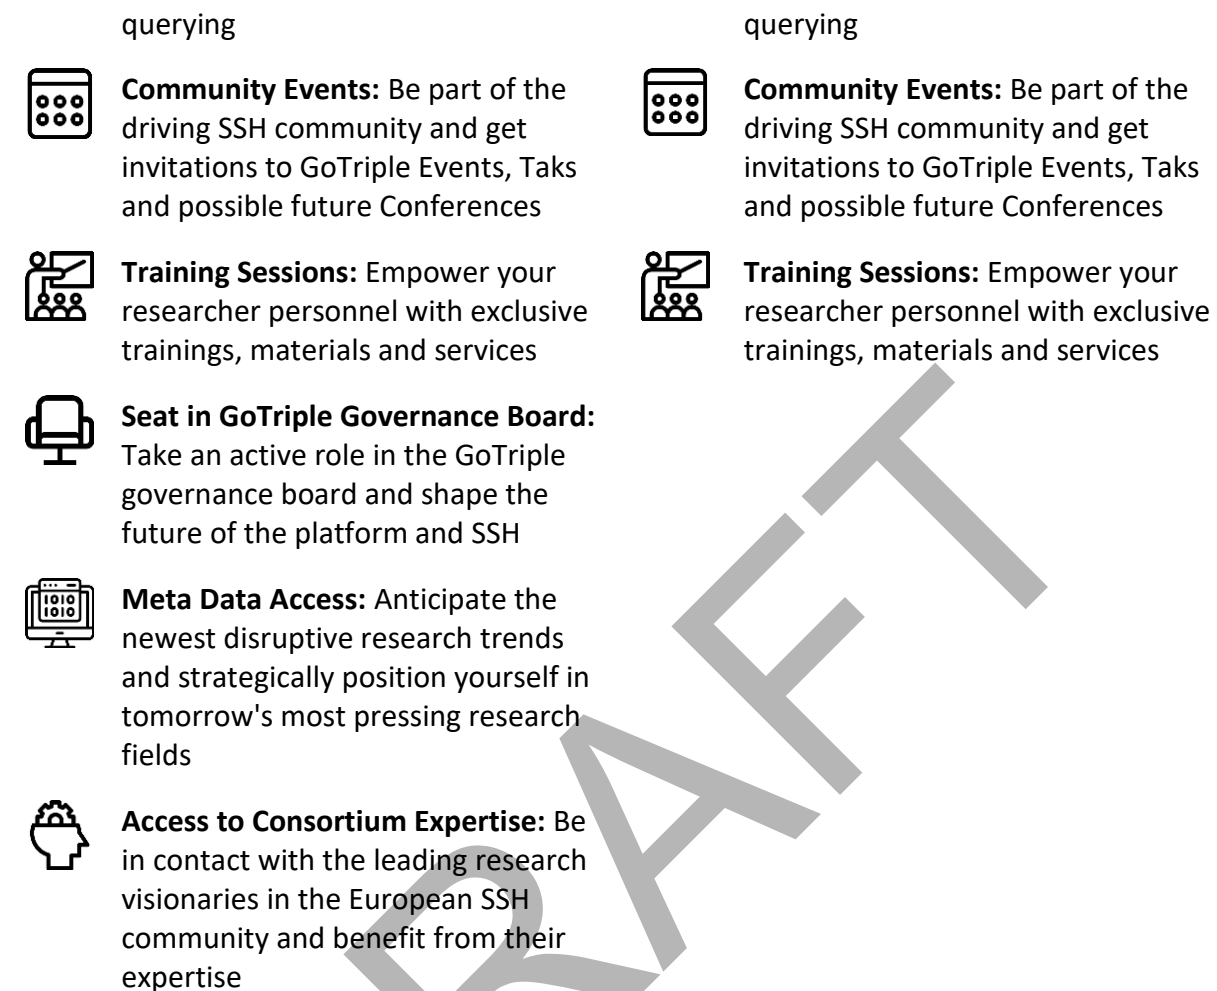 querying
Community Events: Be part of the
driving SSH community and get
invitations to GoTriple Events, Taks
and possible future Conferences
Training Sessions: Empower your
researcher personnel with exclusive
trainings, materials and services
Seat in GoTriple Governance Board:
Take an active role in the GoTriple
governance board and shape the
future of the platform and SSH
Meta Data Access: Anticipate the
newest disruptive research trends
and strategically position yourself in
tomorrow's most pressing research
fields
Access to Consortium Expertise: Be
in contact with the leading research
visionaries in the European SSH
community and benefit from their
expertise
querying
Community Events: Be part of the
driving SSH community and get
invitations to GoTriple Events, Taks
and possible future Conferences
Training Sessions: Empower your
researcher personnel with exclusive
trainings, materials and services
RAFT
1010
1010